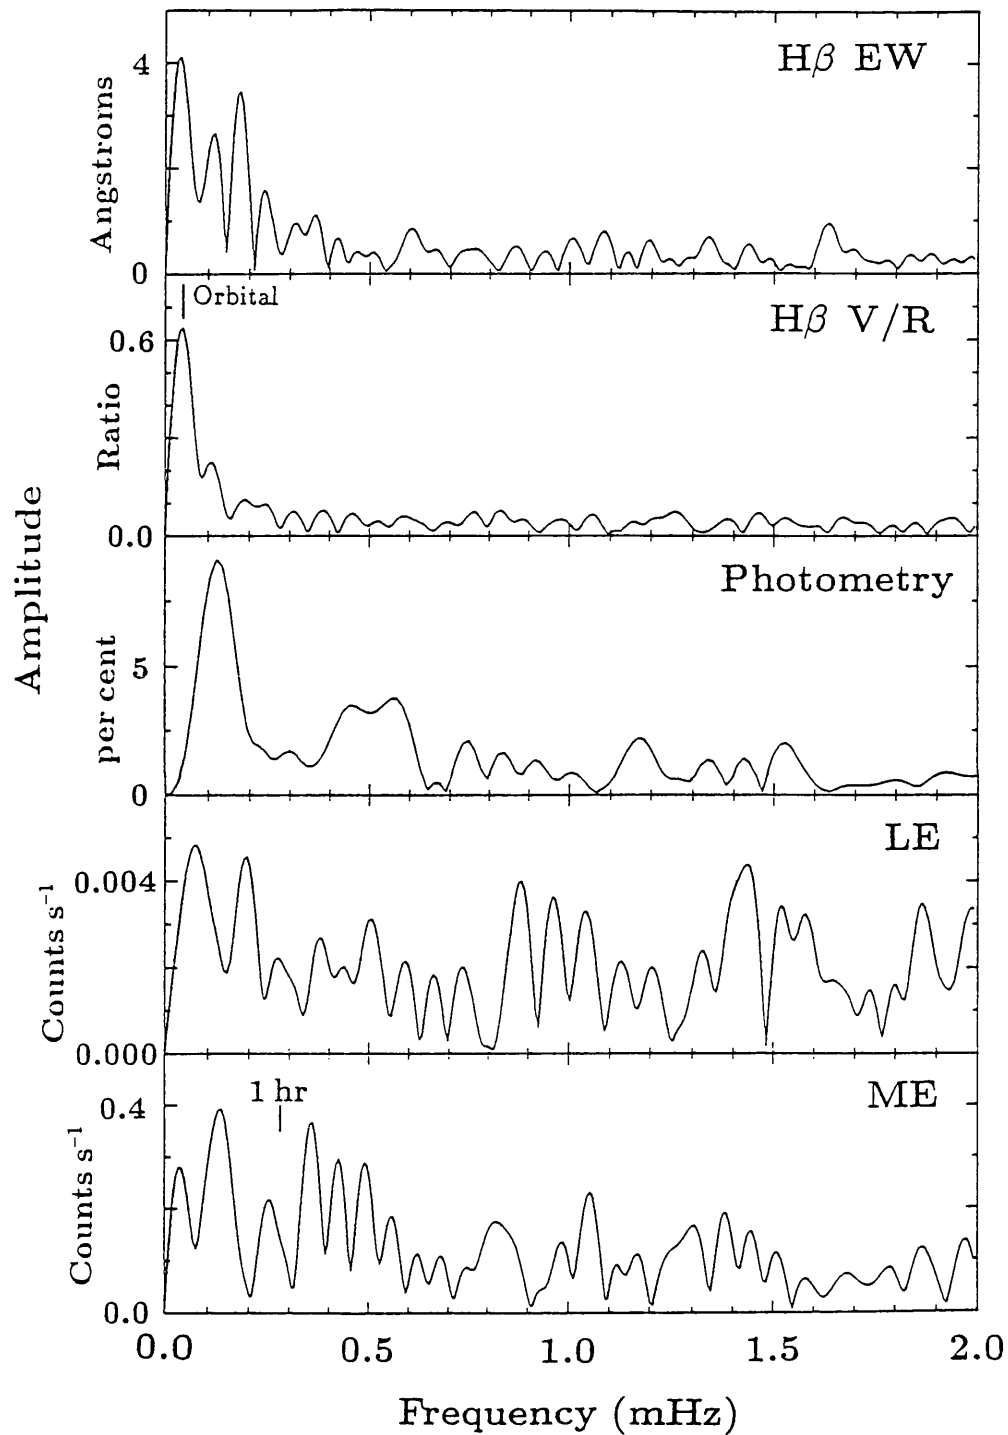 Hβ EW
4
Angstroms
0
Orbital
Hβ V/R
0.6
Ratio
0.0
Amplitude
Photometry
5
per cent
0
LE
0.004
Counts s⁻¹
0.000
1 hr
ME
0.4
Counts s⁻¹
0.0
0.0 0.5 1.0 1.5 2.0
Frequency (mHz)